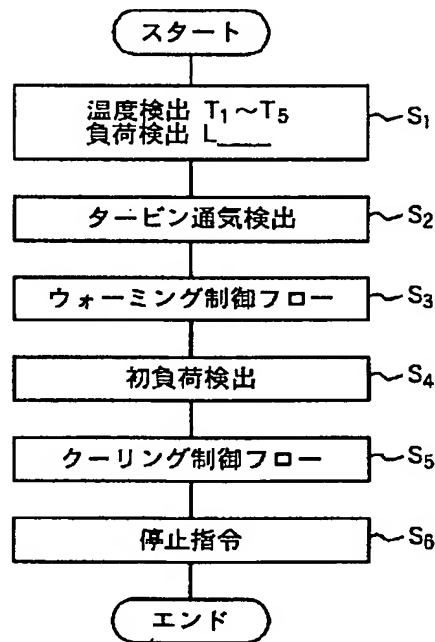 スタート
温度検出 T1～T5
負荷検出 L____
S1
タービン通気検出
S2
ウォーミング制御フロー
S3
初負荷検出
S4
クーリング制御フロー
S5
停止指令
S6
エンド